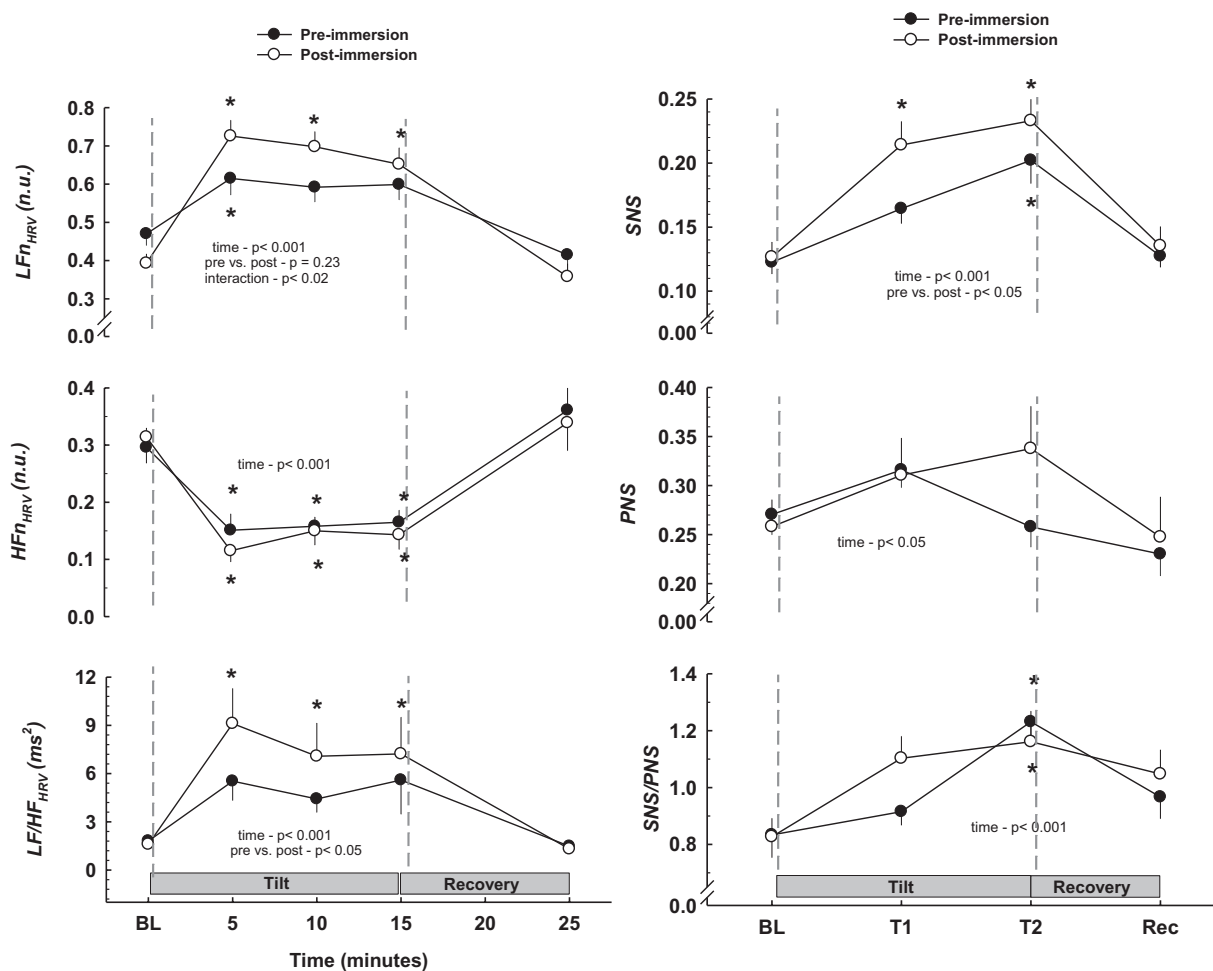 Pre-immersion
Post-immersion
LFn HRV (n.u.)
0.8
0.7
0.6
0.5
0.4
0.3
0.0
*
*
*
*
time - p< 0.001
pre vs. post - p = 0.23
interaction - p< 0.02
HFn HRV (n.u.)
0.4
0.3
0.2
0.1
0.0
time - p< 0.001
*
*
*
*
*
*
LF/HF HRV (ms2)
12
9
6
3
0
*
*
*
time - p< 0.001
pre vs. post - p< 0.05
Tilt
Recovery
BL
5
10
15
20
25
Time (minutes)
Pre-immersion
Post-immersion
SNS
0.25
0.20
0.15
0.10
0.00
*
*
*
time - p< 0.001
pre vs. post - p< 0.05
PNS
0.40
0.35
0.30
0.25
0.20
0.00
time - p< 0.05
SNS/PNS
1.4
1.2
1.0
0.8
0.0
*
*
time - p< 0.001
Tilt
Recovery
BL
T1
T2
Rec